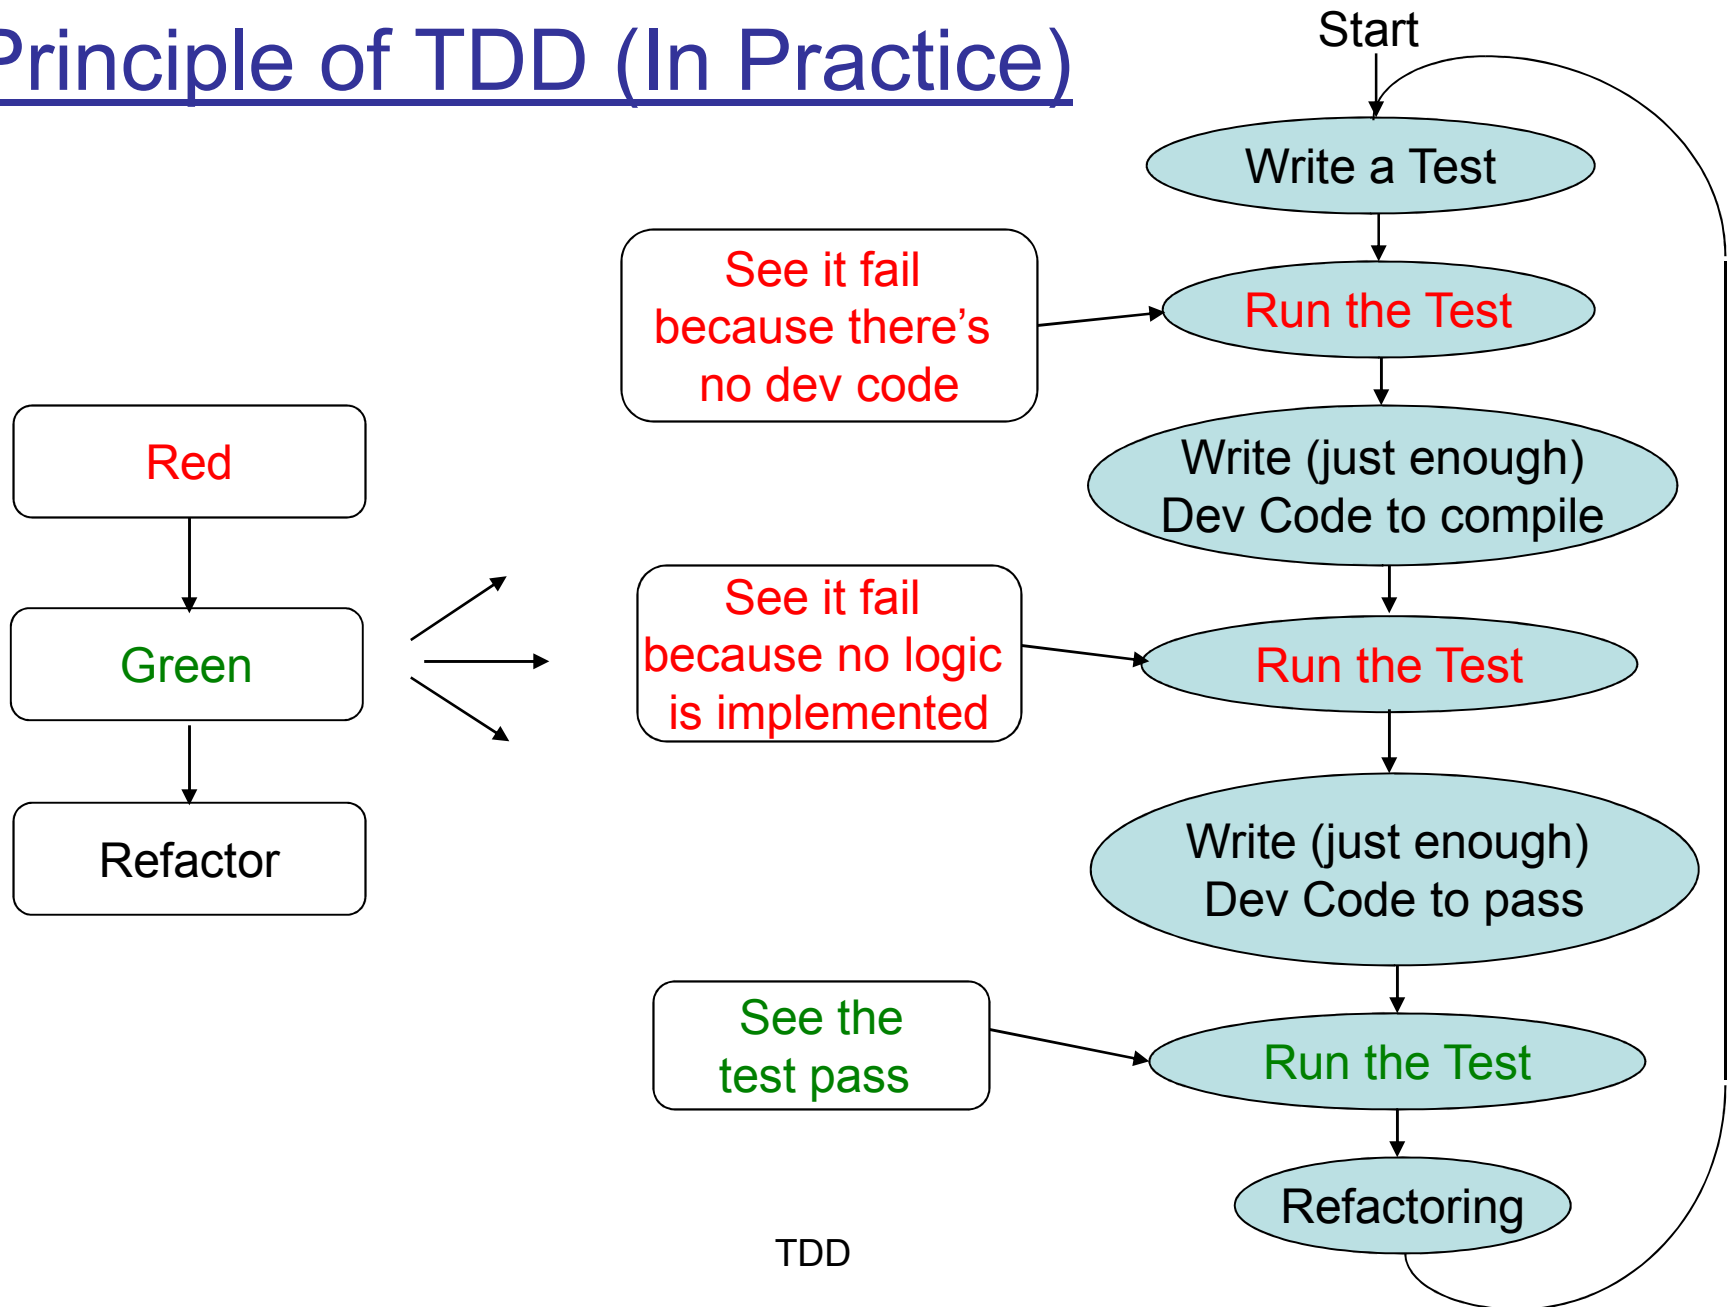 Principle of TDD (In Practice)
Start
Write a Test
See it fail
because there's
no dev code
Run the Test
Red
Write (just enough)
Dev Code to compile
Green
See it fail
because no logic
is implemented
Run the Test
Refactor
Write (just enough)
Dev Code to pass
See the
test pass
Run the Test
Refactoring
TDD